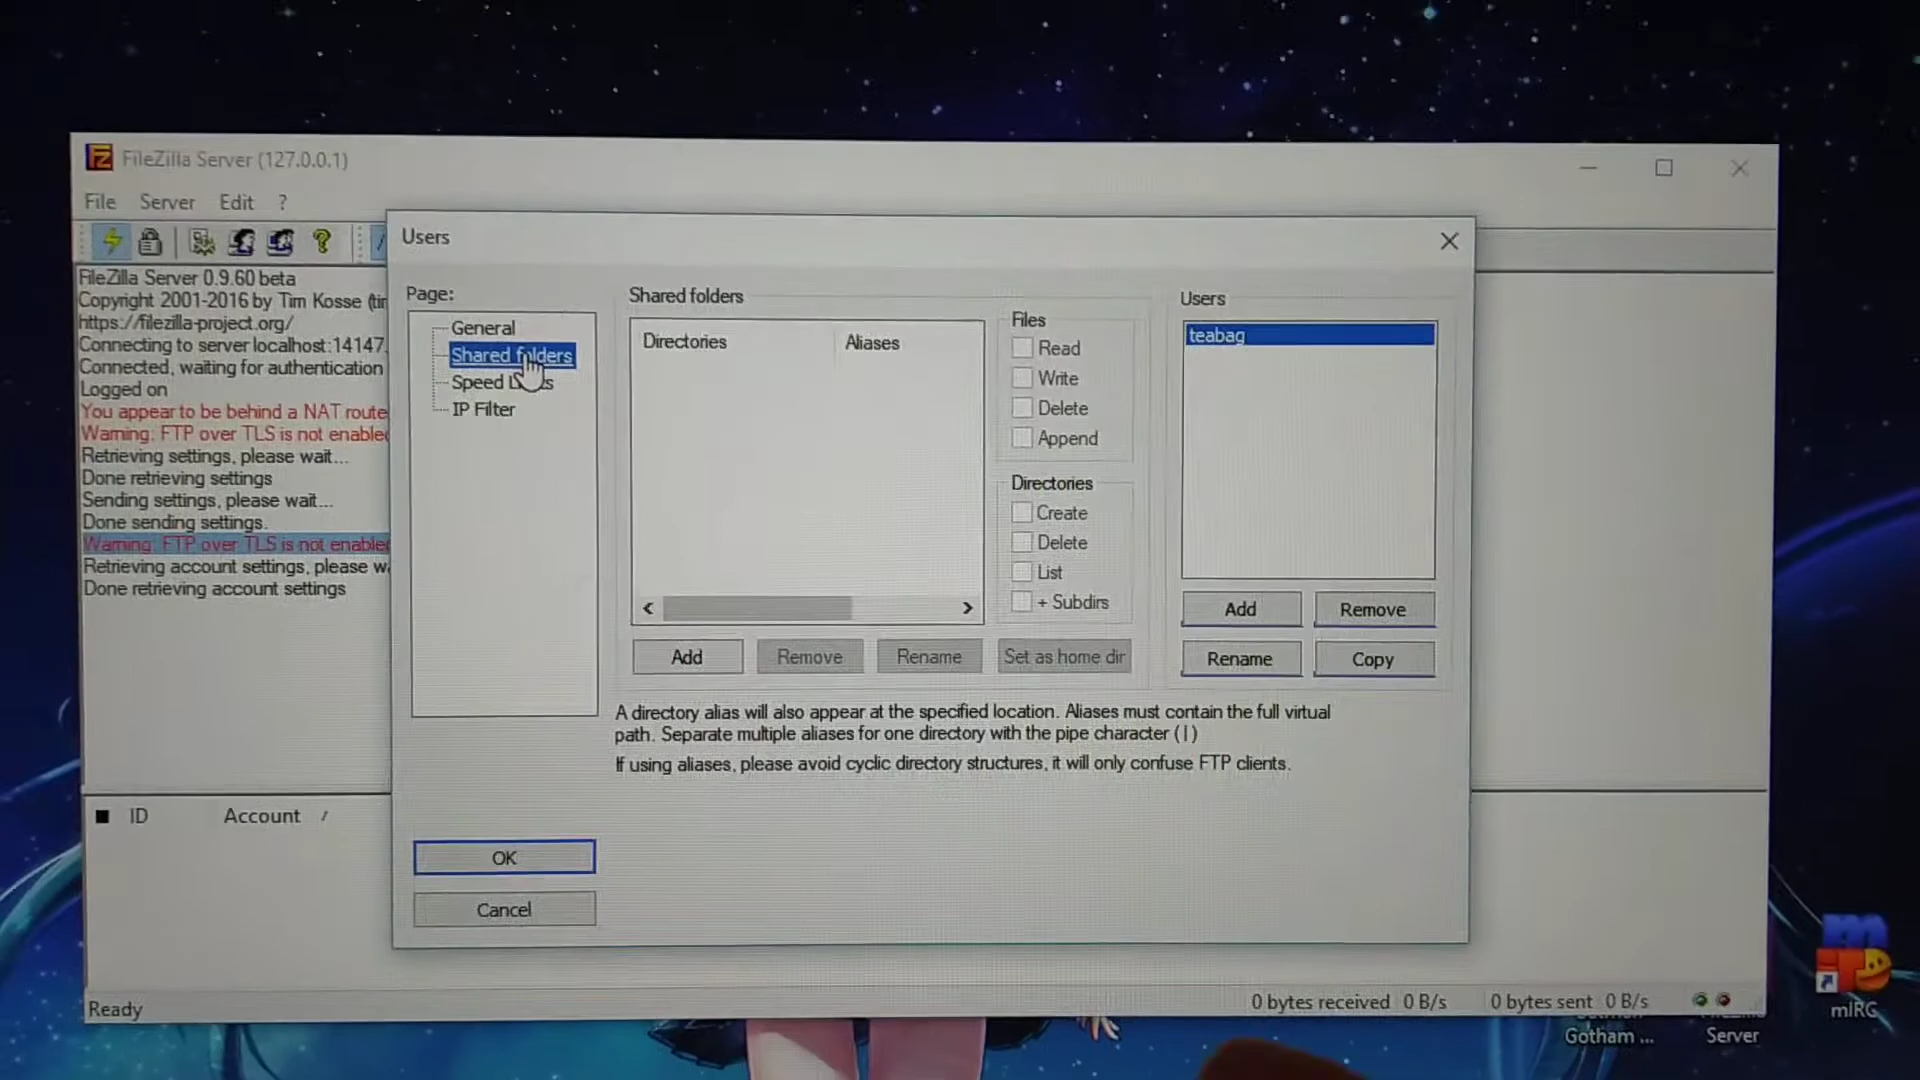 FileZilla Server (127.0.0.1)
File Server Edit ?
FileZilla Server 0.9.60 beta
Copyright 2001-2016 by Tim Kosse (tim
https://filezilla-project.org/
Connecting to server localhost:14147.
Connected, waiting for authentication
Logged on
You appear to be behind a NAT route
Warning: FTP over TLS is not enabled
Retrieving settings, please wait...
Done retrieving settings
Sending settings, please wait...
Done sending settings.
Warning: FTP over TLS is not enabled
Retrieving account settings, please wa
Done retrieving account settings
Users
Page:
General
Shared folders
Speed
IP Filter
Shared folders
Directories Aliases
Files
Read
Write
Delete
Append
Directories
Create
Delete
List
+ Subdirs
Users
teabag
Add Remove Rename Set as home dir
Add Remove
Rename Copy
A directory alias will also appear at the specified location. Aliases must contain the full virtual
path. Separate multiple aliases for one directory with the pipe character (|)
If using aliases, please avoid cyclic directory structures, it will only confuse FTP clients.
OK
Cancel
ID Account /
Ready
0 bytes received 0 B/s 0 bytes sent 0 B/s
mIRC
Gotham ...
Server